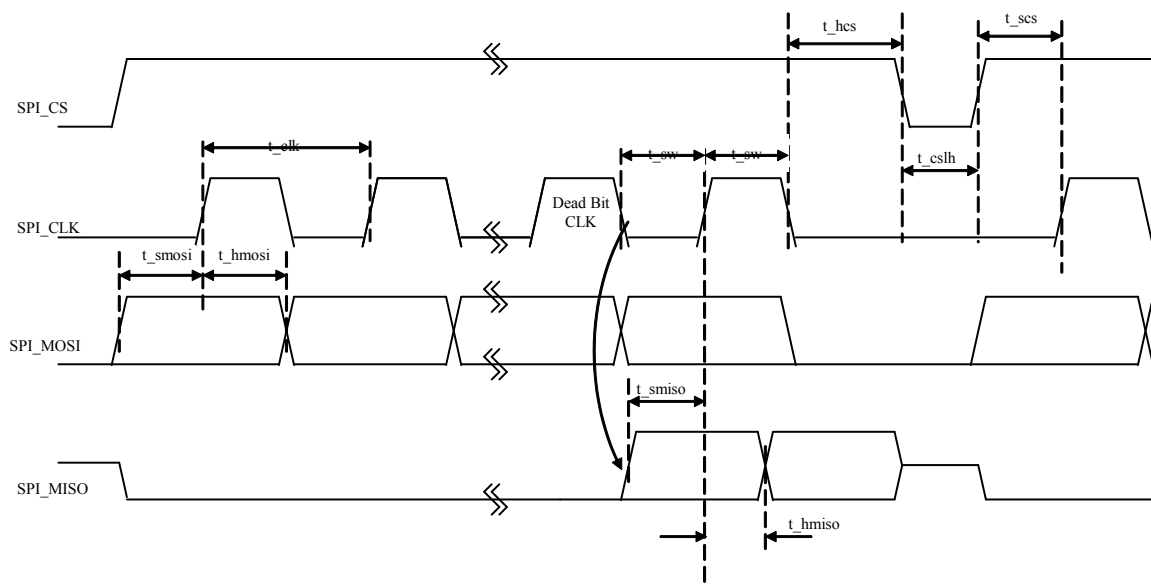 t_hcs
t_scs
SPI_CS
t_clk
t_sw
t_sw
t_cslh
SPI_CLK
Dead Bit
CLK
t_smosi
t_hmosi
SPI_MOSI
t_smiso
SPI_MISO
t_hmiso